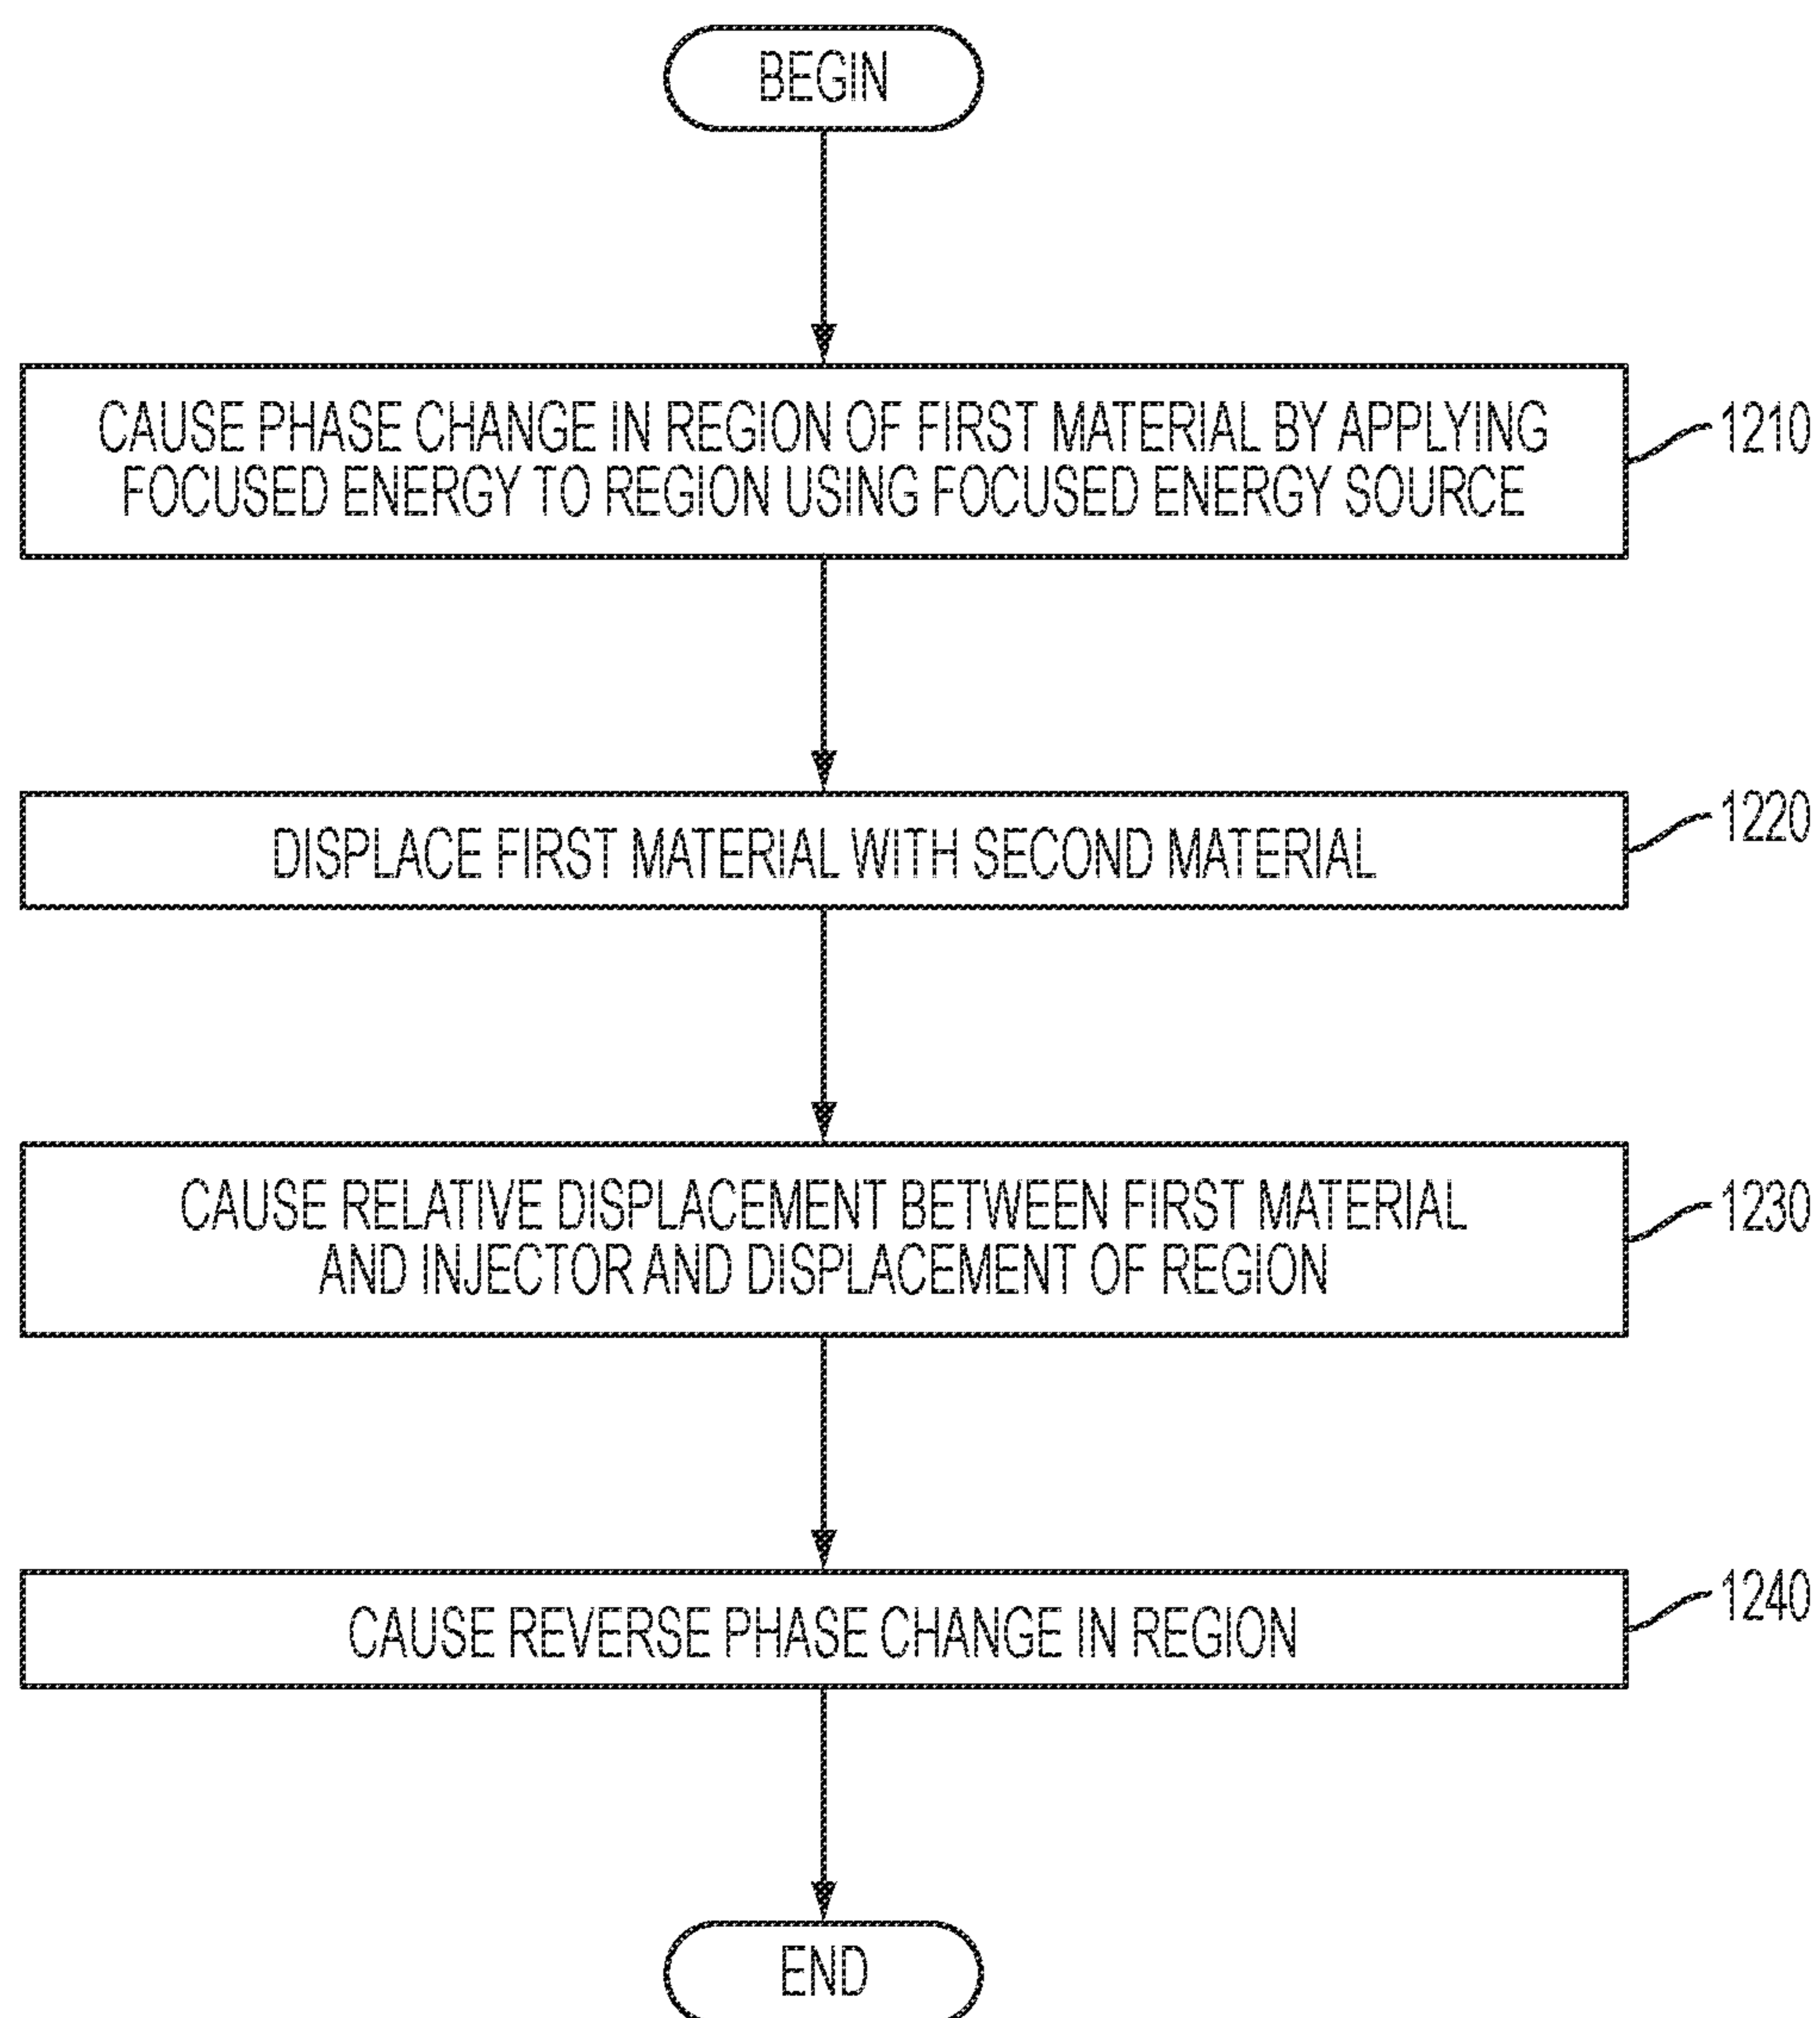 BEGIN
CAUSE PHASE CHANGE IN REGION OF FIRST MATERIAL BY APPLYING
FOCUSED ENERGY TO REGION USING FOCUSED ENERGY SOURCE
1210
DISPLACE FIRST MATERIAL WITH SECOND MATERIAL
1220
CAUSE RELATIVE DISPLACEMENT BETWEEN FIRST MATERIAL
AND INJECTOR AND DISPLACEMENT OF REGION
1230
CAUSE REVERSE PHASE CHANGE IN REGION
1240
END